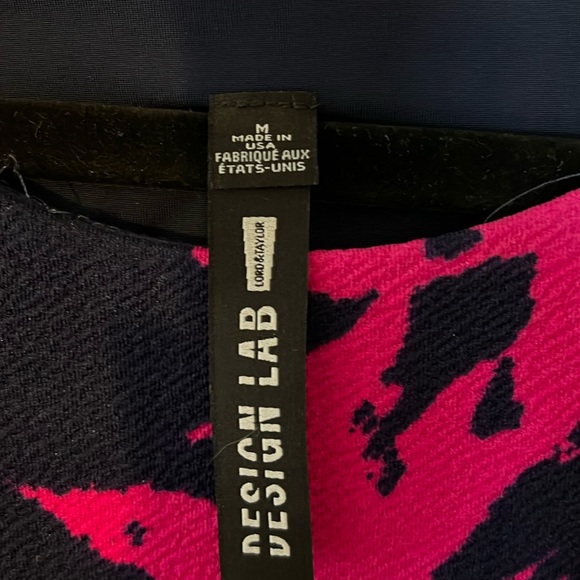 M
MADE IN
USA
FABRIQUÉ AUX
ÉTATS-UNIS
LORD & TAYLOR
DESIGN LAB